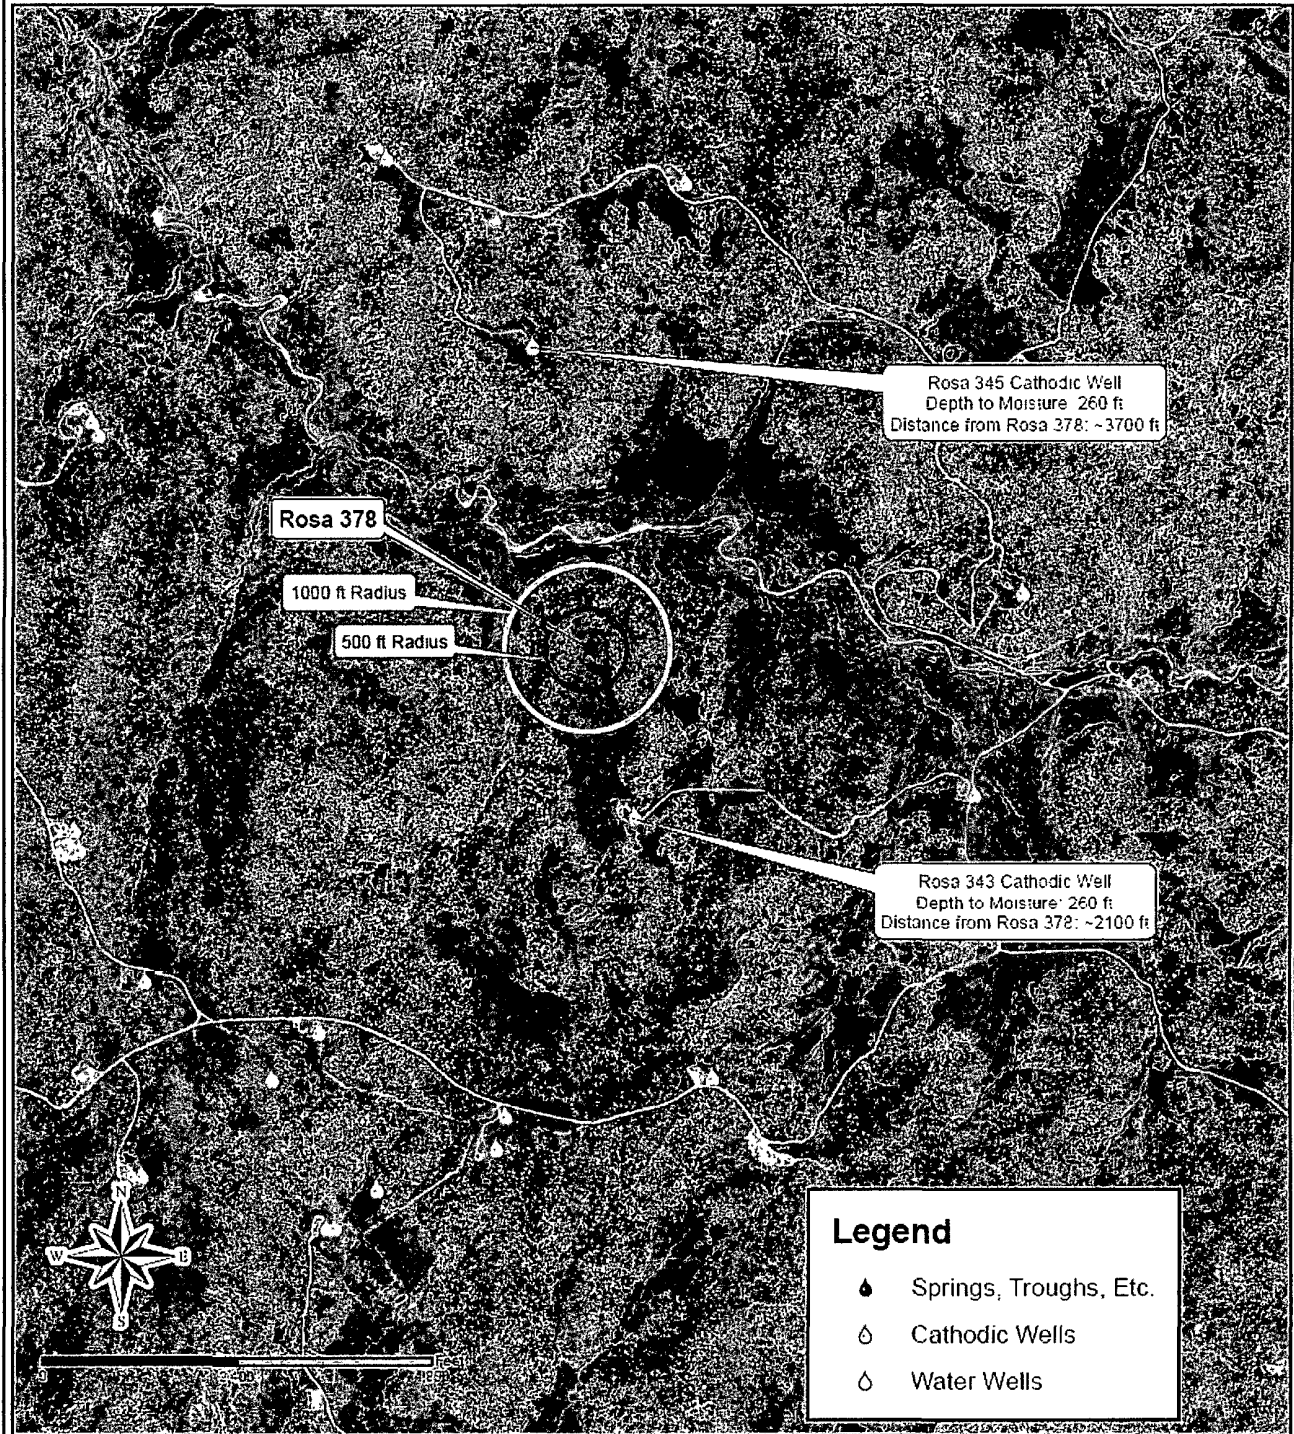 Rosa 345 Cathodic Well
Depth to Moisture: 260 ft
Distance from Rosa 378: ~3700 ft
Rosa 378
1000 ft Radius
500 ft Radius
Rosa 343 Cathodic Well
Depth to Moisture: 260 ft
Distance from Rosa 378: ~2100 ft
N
W
E
S
Legend
Springs, Troughs, Etc.
Cathodic Wells
Water Wells